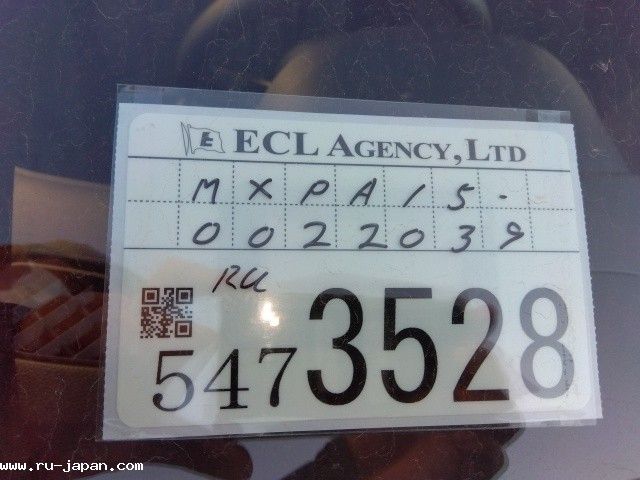 E ECL AGENCY, LTD
MXPA15-
0022039
RU
5473528
www.ru-japan.com